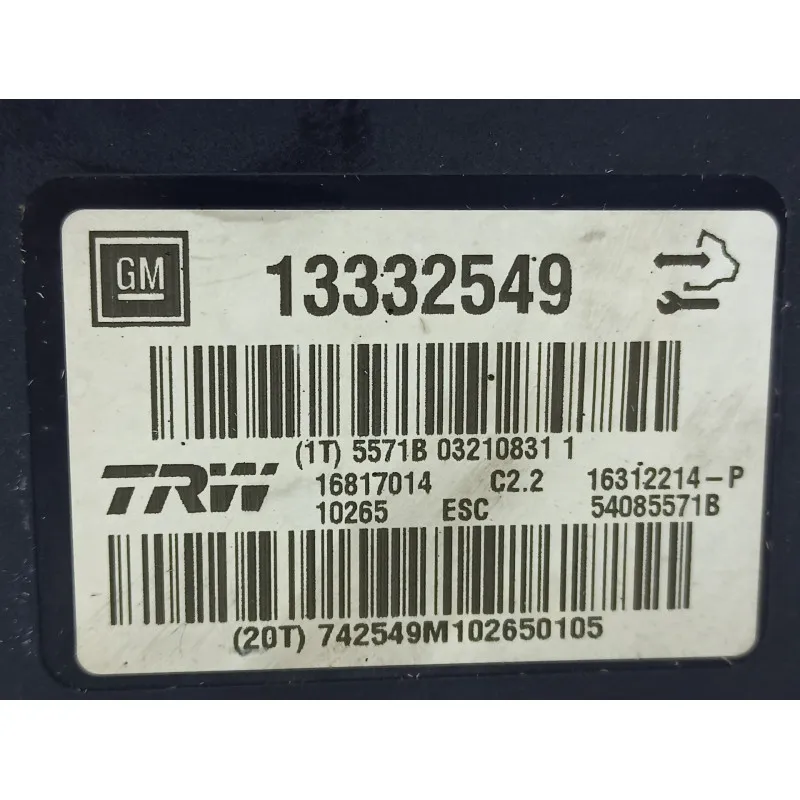 GM 13332549
(1T) 5571B 03210831 1
TRW 16817014 C2.2 16312214-P
10265 ESC 54085571B
(20T) 742549M102650105